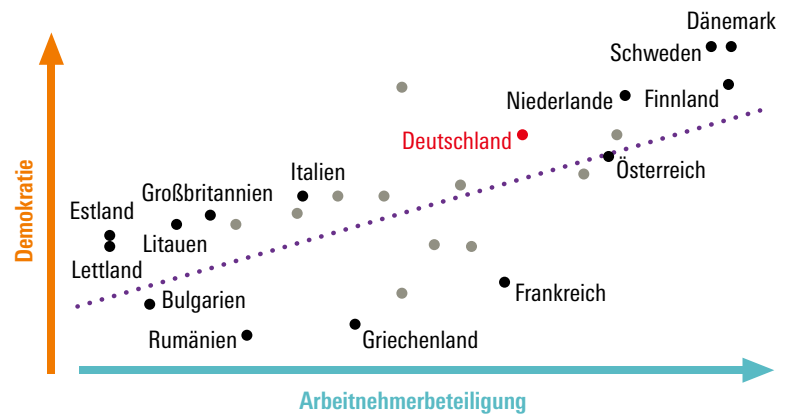 Dänemark
Schweden
Niederlande
Finnland
Deutschland
Österreich
Italien
Großbritannien
Estland
Litauen
Lettland
Bulgarien
Frankreich
Rumänien
Griechenland
Demokratie
Arbeitnehmerbeteiligung